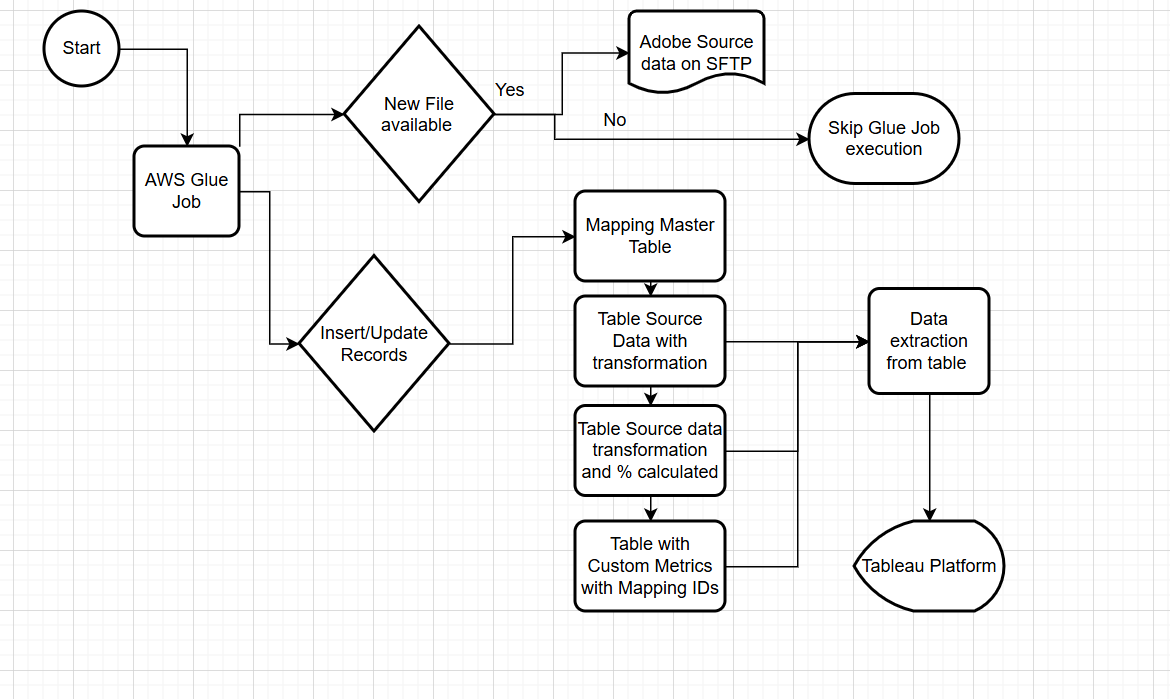 Start
Adobe Source
data on SFTP
New File
available
Yes
No
Skip Glue Job
execution
AWS Glue
Job
Mapping Master
Table
Insert/Update
Records
Table Source
Data with
transformation
Data
extraction
from table
Table Source data
transformation
and % calculated
Table with
Custom Metrics
with Mapping IDs
Tableau Platform